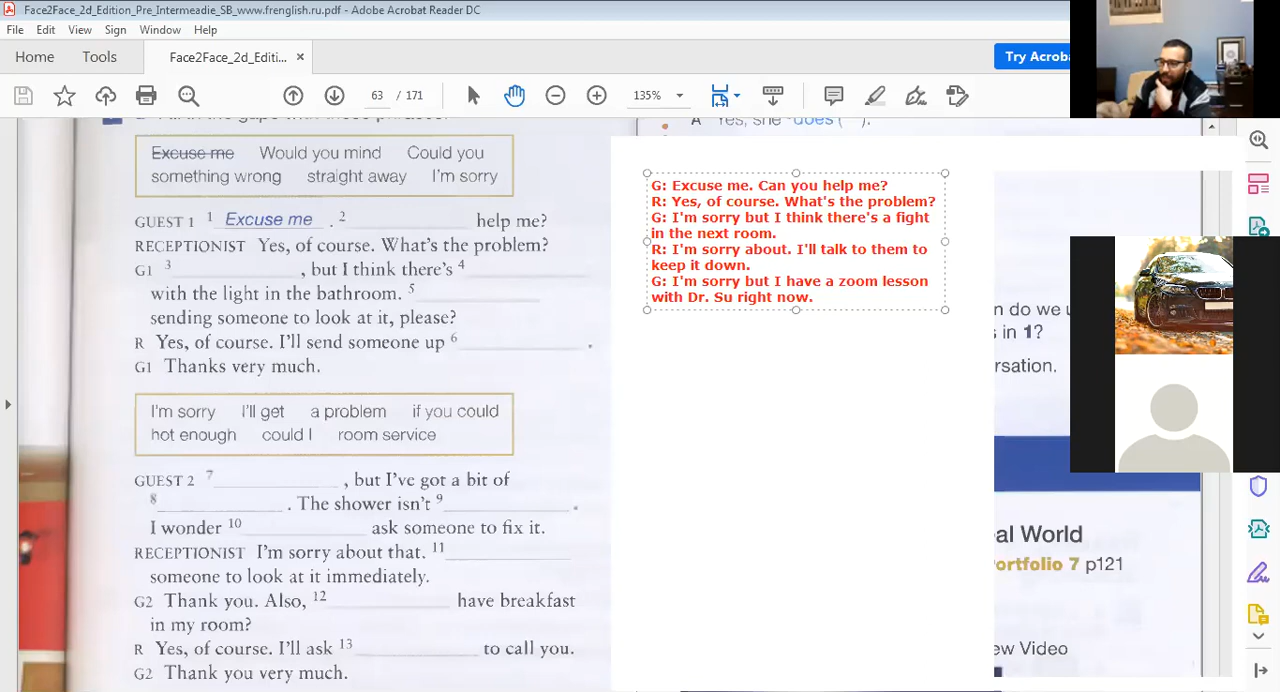 Face2Face_2d_Edition_Pre_Intermeadie_SB_www.frenglish.ru.pdf - Adobe Acrobat Reader DC
File Edit View Sign Window Help
Home Tools Face2Face_2d_Editi... × Try Acroba
63 / 171 135%
Excuse me Would you mind Could you
something wrong straight away I'm sorry
GUEST 1 1 Excuse me . 2 help me?
RECEPTIONIST Yes, of course. What's the problem?
G1 3 , but I think there's 4
with the light in the bathroom. 5
sending someone to look at it, please?
R Yes, of course. I'll send someone up 6 .
G1 Thanks very much.
I'm sorry I'll get a problem if you could
hot enough could I room service
GUEST 2 7 , but I've got a bit of
8 . The shower isn't 9 .
I wonder 10 ask someone to fix it.
RECEPTIONIST I'm sorry about that. 11
someone to look at it immediately.
G2 Thank you. Also, 12 have breakfast
in my room?
R Yes, of course. I'll ask 13 to call you.
G2 Thank you very much.
A Yes, she does ( ).
G: Excuse me. Can you help me?
R: Yes, of course. What's the problem?
G: I'm sorry but I think there's a fight
in the next room.
R: I'm sorry about. I'll talk to them to
keep it down.
G: I'm sorry but I have a zoom lesson
with Dr. Su right now.
n do we u
s in 1?
rsation.
al World
ortfolio 7 p121
ew Video